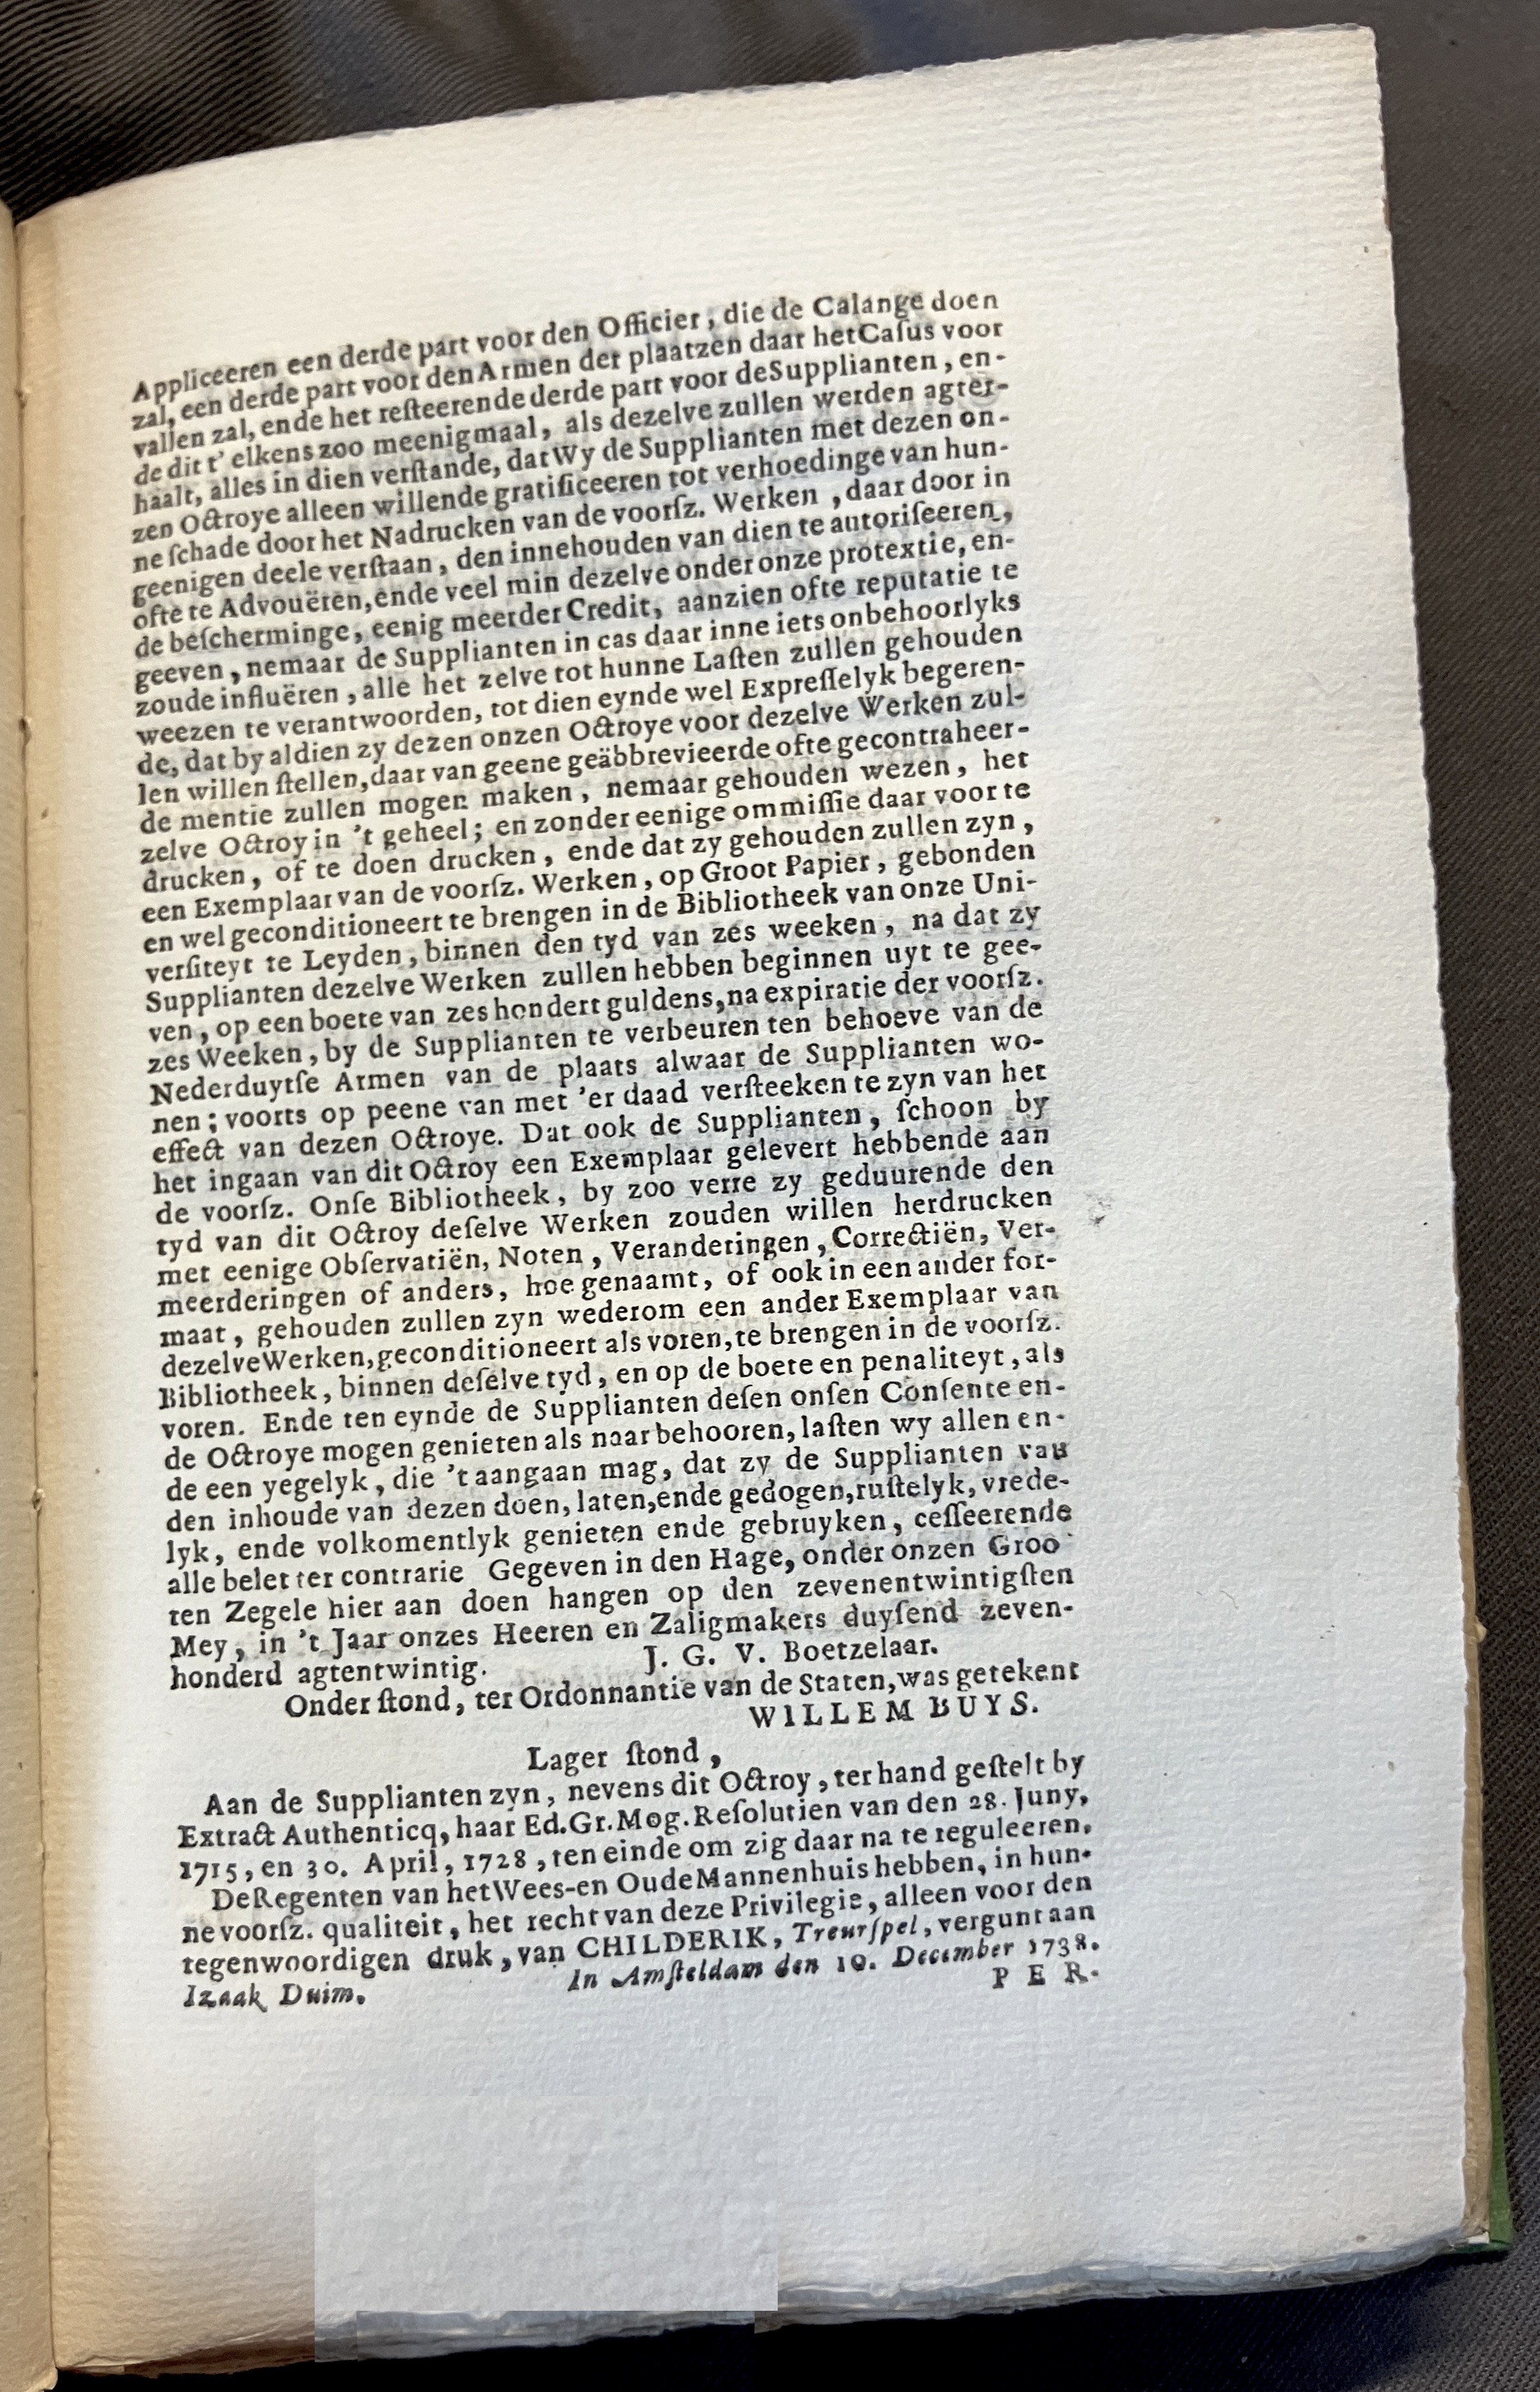 Appliceeren een derde part voor den Officier, die de Calange doen
zal, een derde part voor den Armen der plaatzen daar het Caſus voor
vallen zal, ende het reſteerende derde part voor de Supplianten, en-
de dit t' elkens zoo meenigmaal, als dezelve zullen werden agter-
haalt, alles in dien verſtande, dat Wy de Supplianten met dezen on-
zen Octroye alleen willende gratificeeren tot verhoedinge van hun-
ne ſchade door het Nadrucken van de voorſz. Werken, daar door in
geenigen deele verſtaan, den innehouden van dien te autoriſeeren,
ofte te Advouëren, ende veel min dezelve onder onze protextie, en-
de beſcherminge, eenig meerder Credit, aanzien ofte reputatie te
geeven, nemaar de Supplianten in cas daar inne iets onbehoorlyks
zoude influëren, alle het zelve tot hunne Laſten zullen gehouden
weezen te verantwoorden, tot dien eynde wel Expreſſelyk begeren-
de, dat by aldien zy dezen onzen Octroye voor dezelve Werken zul-
len willen ſtellen, daar van geene geäbbrevieerde ofte gecontraheer-
de mentie zullen mogen maken, nemaar gehouden wezen, het
zelve Octroy in 't geheel; en zonder eenige ommiſſie daar voor te
drucken, of te doen drucken, ende dat zy gehouden zullen zyn,
een Exemplaar van de voorſz. Werken, op Groot Papier, gebonden
en wel geconditioneert te brengen in de Bibliotheek van onze Uni-
verſiteyt te Leyden, binnen den tyd van zes weeken, na dat zy
Supplianten dezelve Werken zullen hebben beginnen uyt te gee-
ven, op een boete van zes hondert guldens, na expiratie der voorſz.
zes Weeken, by de Supplianten te verbeuren ten behoeve van de
Nederduytſe Armen van de plaats alwaar de Supplianten wo-
nen; voorts op peene van met 'er daad verſteeken te zyn van het
effect van dezen Octroye. Dat ook de Supplianten, ſchoon by
het ingaan van dit Octroy een Exemplaar gelevert hebbende aan
de voorſz. Onſe Bibliotheek, by zoo verre zy geduurende den
tyd van dit Octroy deſelve Werken zouden willen herdrucken
met eenige Obſervatiën, Noten, Veranderingen, Correctiën, Ver-
meerderingen of anders, hoe genaamt, of ook in een ander for-
maat, gehouden zullen zyn wederom een ander Exemplaar van
dezelve Werken, geconditioneert als voren, te brengen in de voorſz.
Bibliotheek, binnen deſelve tyd, en op de boete en penaliteyt, als
voren. Ende ten eynde de Supplianten deſen onſen Conſente en-
de Octroye mogen genieten als naar behooren, laſten wy allen en-
de een yegelyk, die 't aangaan mag, dat zy de Supplianten van
den inhoude van dezen doen, laten, ende gedogen, ruſtelyk, vrede-
lyk, ende volkomentlyk genieten ende gebruyken, ceſſeerende
alle belet ter contrarie Gegeven in den Hage, onder onzen Groo
ten Zegele hier aan doen hangen op den zevenentwintigſten
Mey, in 't Jaar onzes Heeren en Zaligmakers duyſend zeven-
honderd agtentwintig. J. G. V. Boetzelaar.
Onder ſtond, ter Ordonnantie van de Staten, was getekent
WILLEM BUYS.
Lager ſtond,
Aan de Supplianten zyn, nevens dit Octroy, ter hand geſtelt by
Extract Authenticq, haar Ed. Gr. Mog. Reſolutien van den 28. Juny,
1715, en 30. April, 1728, ten einde om zig daar na te reguleeren.
De Regenten van het Wees-en Oude Mannenhuis hebben, in hun-
ne voorſz. qualiteit, het recht van deze Privilegie, alleen voor den
tegenwoordigen druk, van CHILDERIK, Treurſpel, vergunt aan
Izaak Duim. In Amſteldam den 10. December 1738.
P E R.